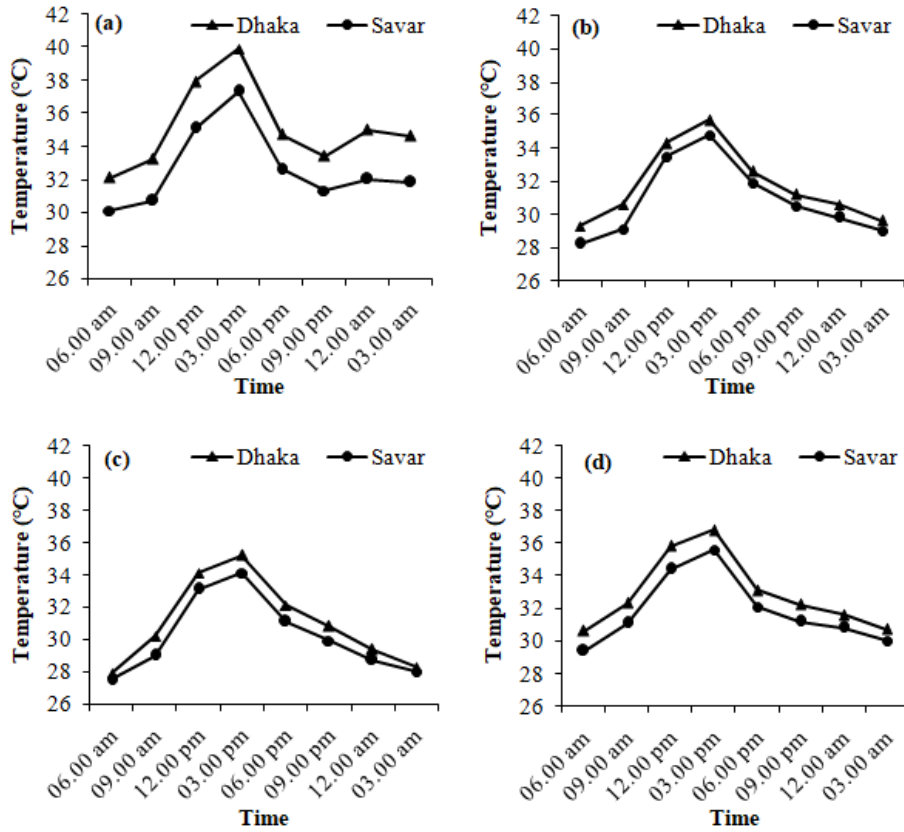 (a) Dhaka Savar
Temperature (°C)
42
40
38
36
34
32
30
28
26
06.00 am
09.00 am
12.00 pm
03.00 pm
06.00 pm
09.00 pm
12.00 am
03.00 am
Time
(b) Dhaka Savar
Temperature (°C)
42
40
38
36
34
32
30
28
26
06.00 am
09.00 am
12.00 pm
03.00 pm
06.00 pm
09.00 pm
12.00 am
03.00 am
Time
(c) Dhaka Savar
Temperature (°C)
42
40
38
36
34
32
30
28
26
06.00 am
09.00 am
12.00 pm
03.00 pm
06.00 pm
09.00 pm
12.00 am
03.00 am
Time
(d) Dhaka Savar
Temperature (°C)
42
40
38
36
34
32
30
28
26
06.00 am
09.00 am
12.00 pm
03.00 pm
06.00 pm
09.00 pm
12.00 am
03.00 am
Time